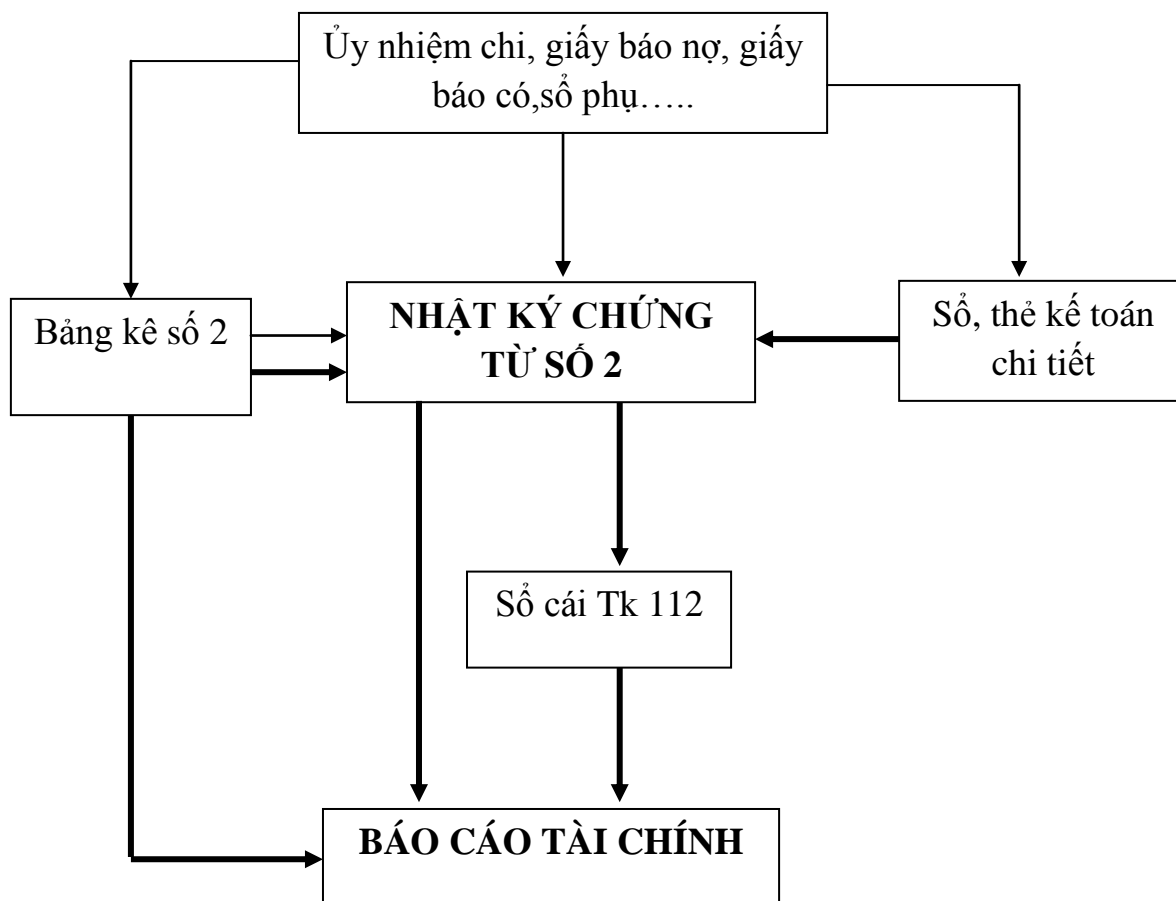 Ủy nhiệm chi, giấy báo nợ, giấy
báo có,sổ phụ…..
Bảng kê số 2
NHẬT KÝ CHỨNG
TỪ SỐ 2
Sổ, thẻ kế toán
chi tiết
Sổ cái Tk 112
BÁO CÁO TÀI CHÍNH